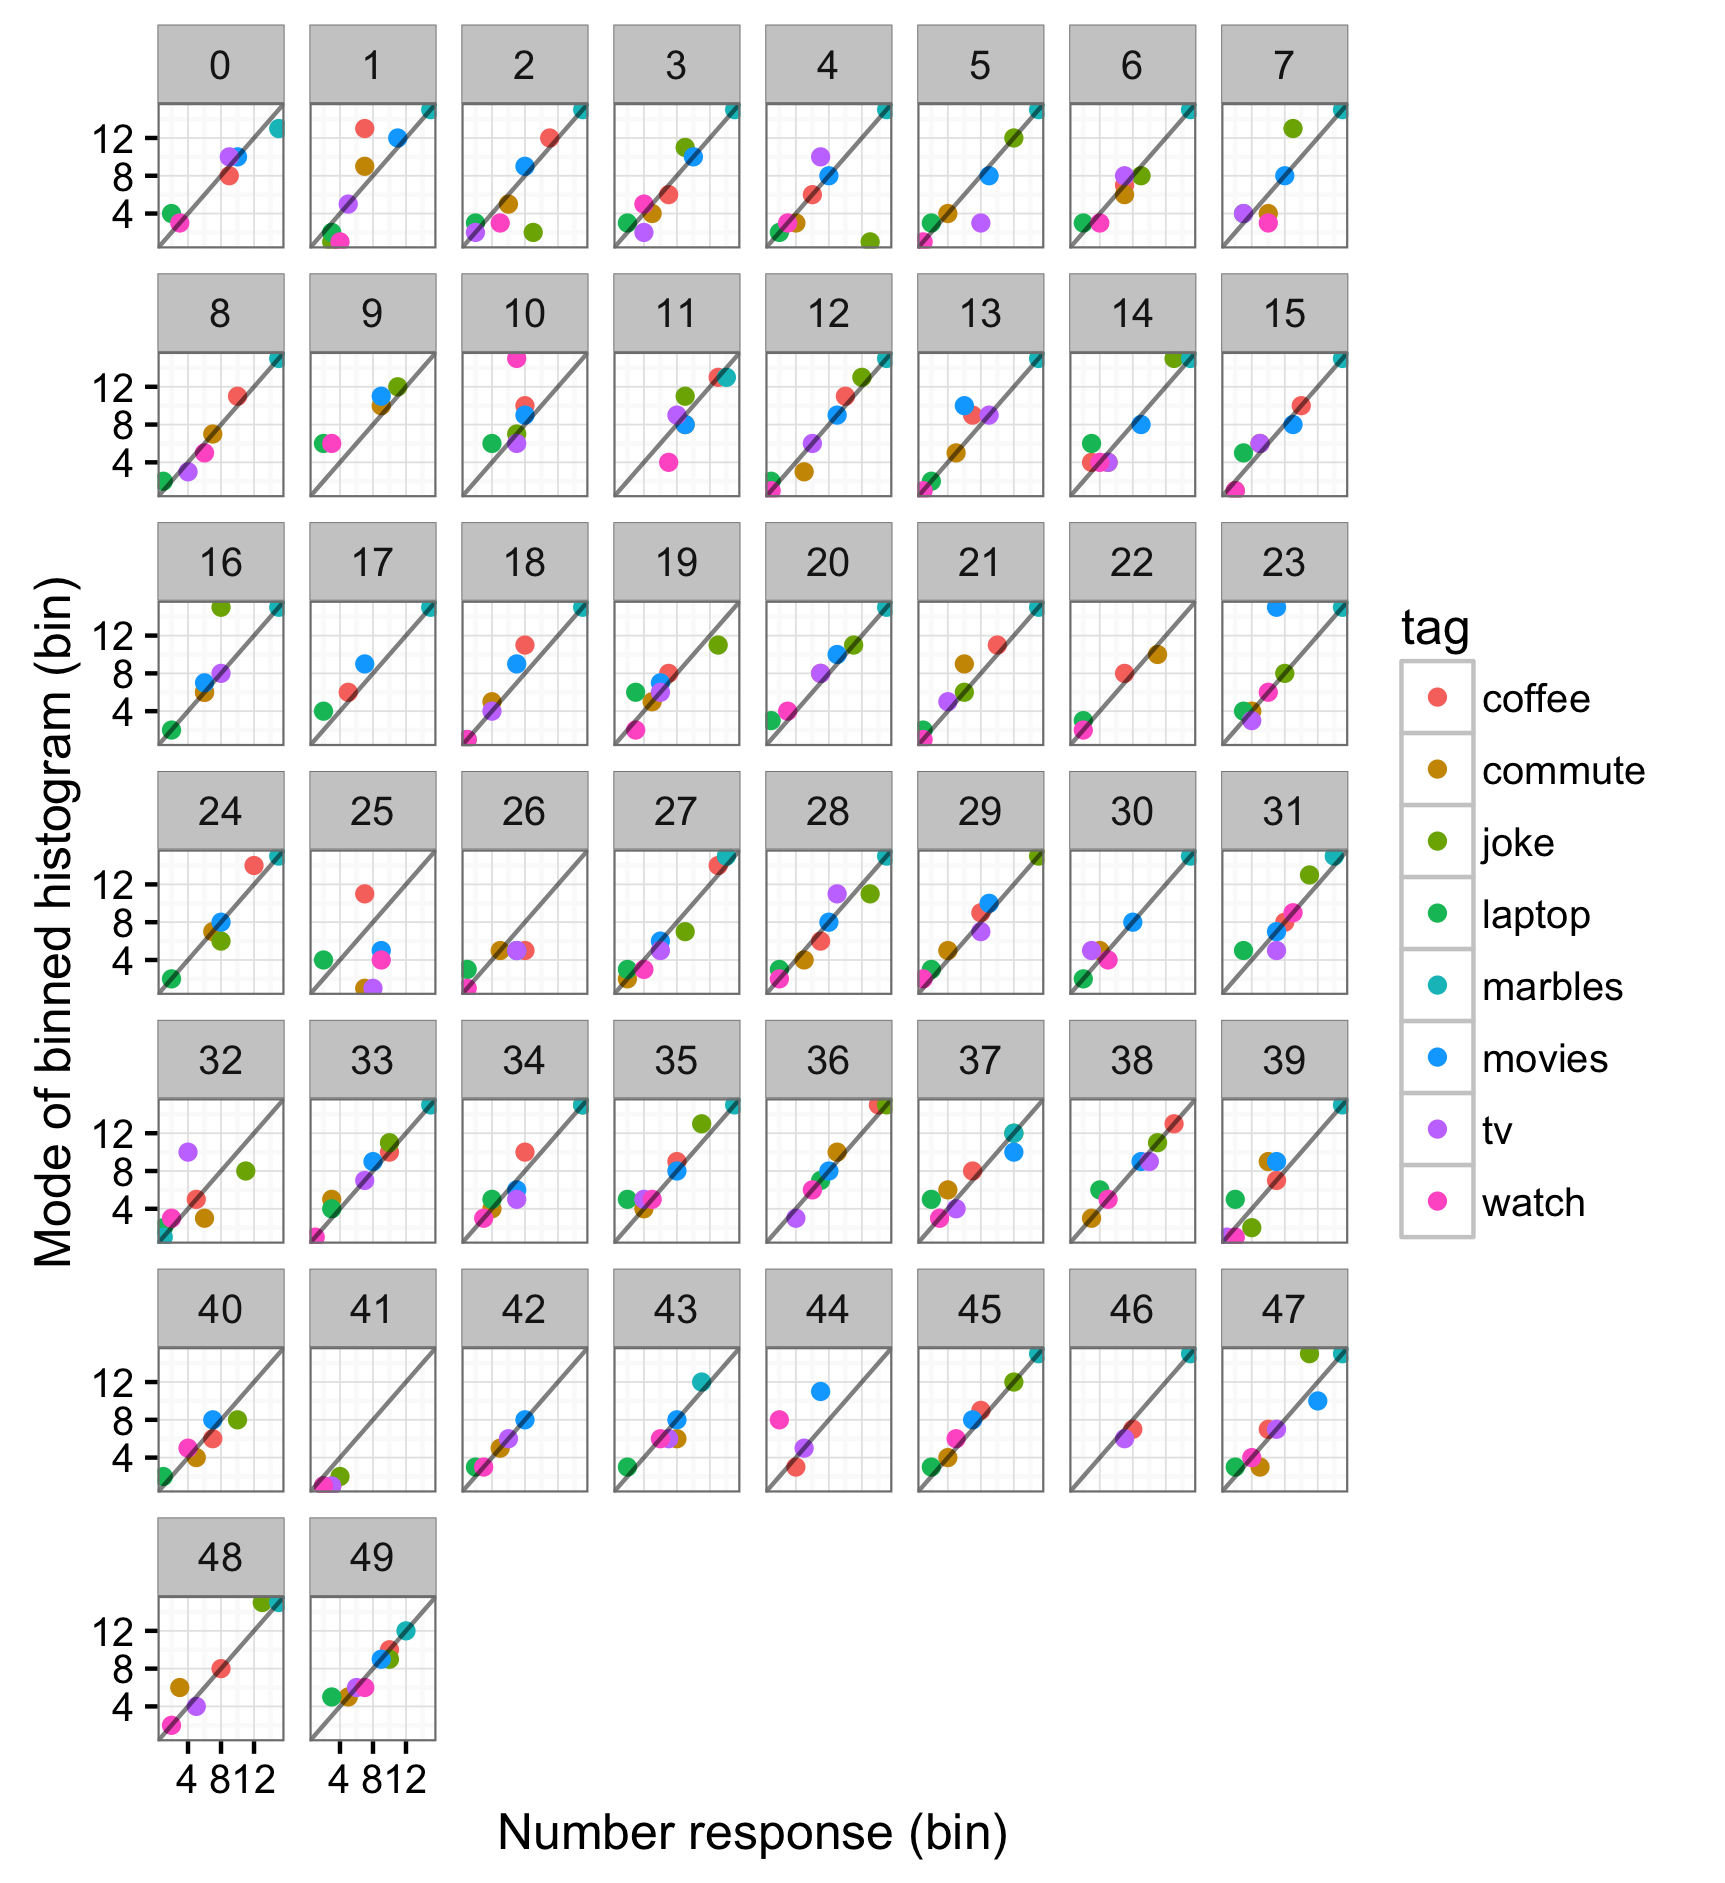 0 1 2 3 4 5 6 7
12
8
4
8 9 10 11 12 13 14 15
12
8
4
16 17 18 19 20 21 22 23
12
8
4
24 25 26 27 28 29 30 31
12
8
4
32 33 34 35 36 37 38 39
12
8
4
40 41 42 43 44 45 46 47
12
8
4
48 49
12
8
4
4 8 12 4 8 12
Number response (bin)
Mode of binned histogram (bin)
tag
coffee
commute
joke
laptop
marbles
movies
tv
watch